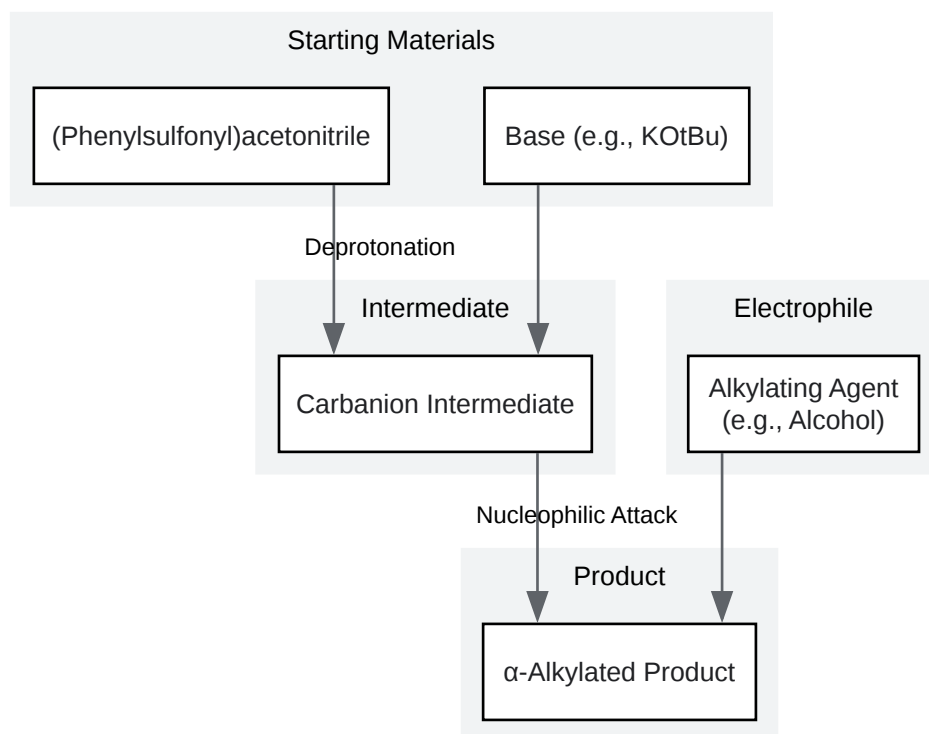 Starting Materials
(Phenylsulfonyl)acetonitrile
Base (e.g., KOtBu)
Deprotonation
Intermediate
Electrophile
Carbanion Intermediate
Alkylating Agent
(e.g., Alcohol)
Nucleophilic Attack
Product
α-Alkylated Product